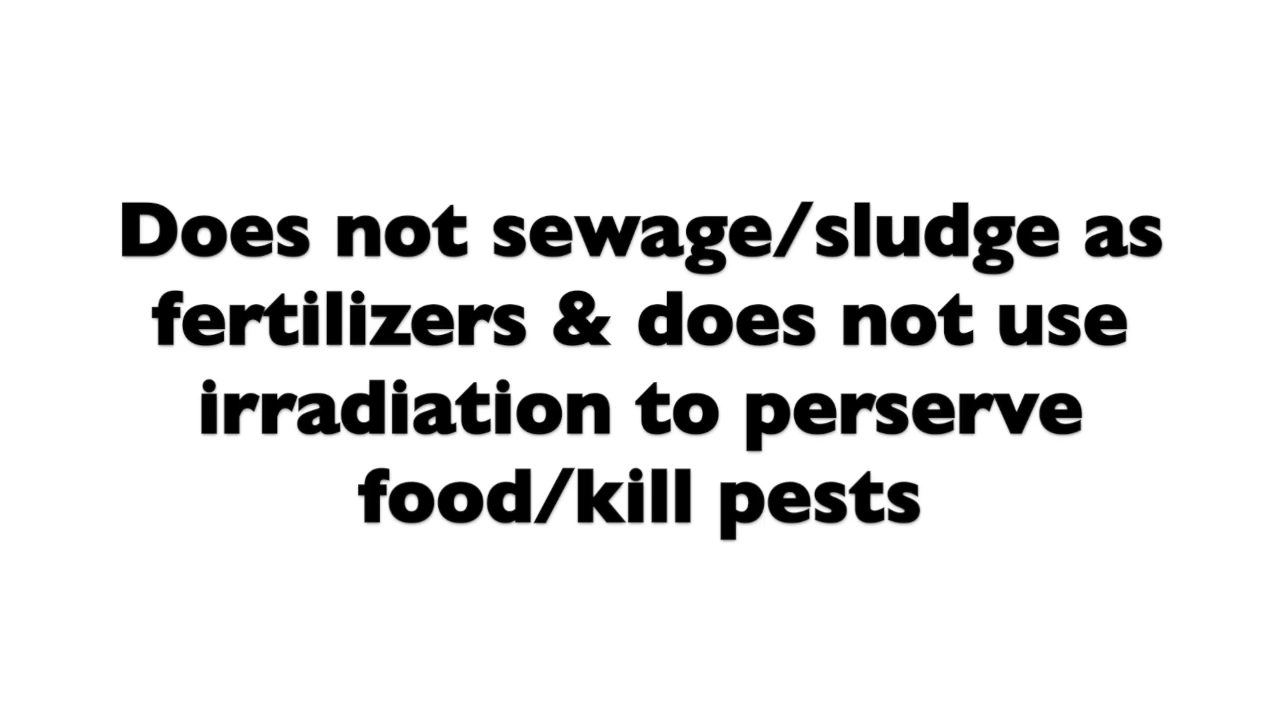 Does not sewage/sludge as
fertilizers & does not use
irradiation to perserve
food/kill pests